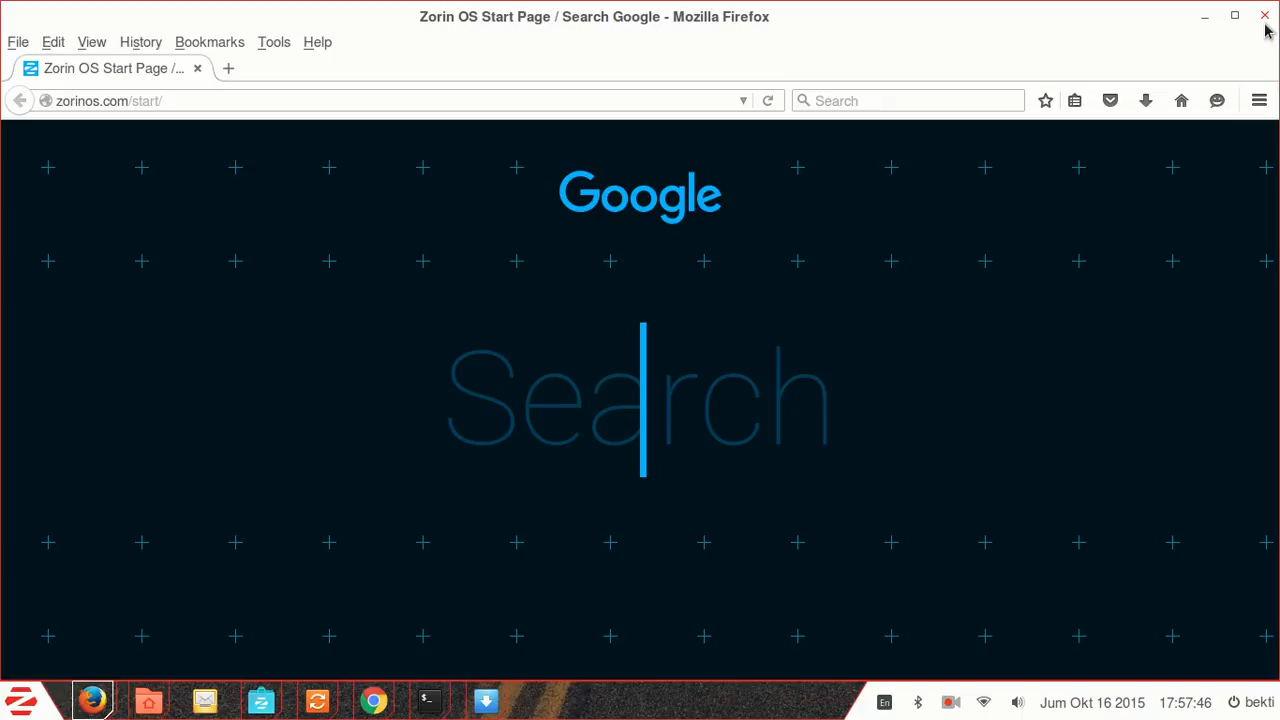 Zorin OS Start Page / Search Google - Mozilla Firefox
File Edit View History Bookmarks Tools Help
Zorin OS Start Page /...
zorinos.com/start/
Search
Google
Search
$_
En
Jum Okt 16 2015 17:57:46 bekti